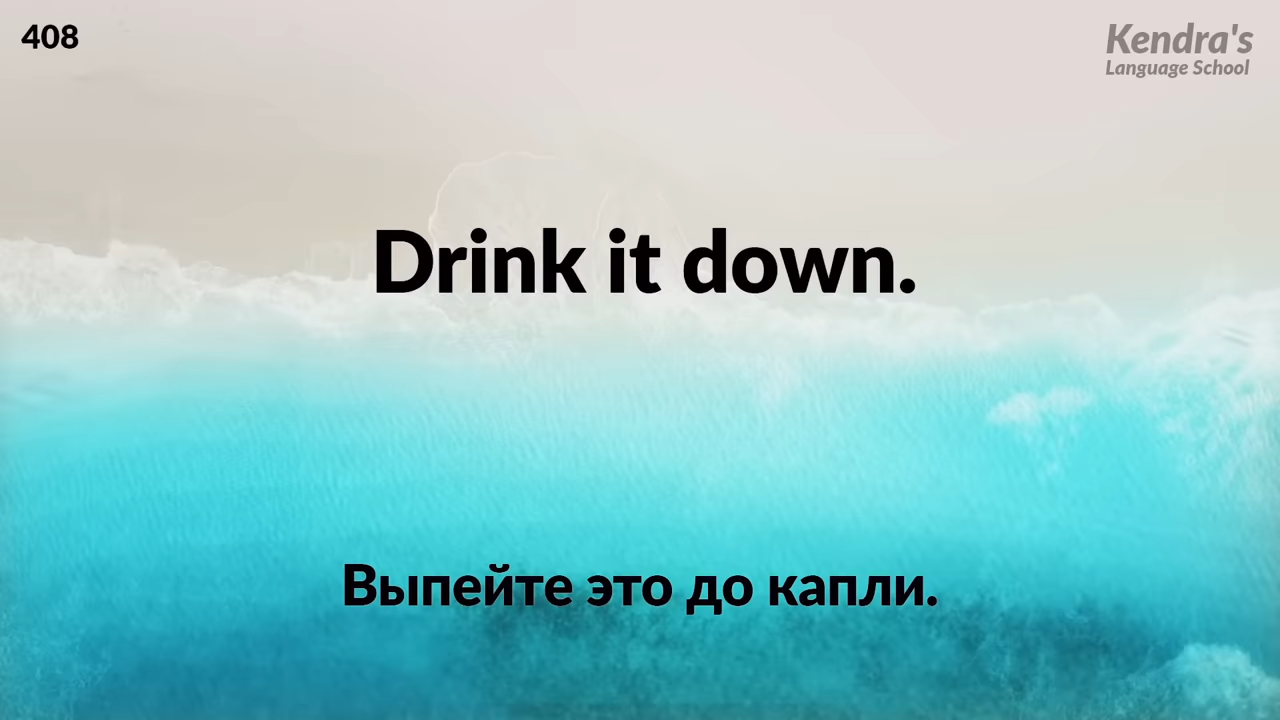 408
Kendra's
Language School
Drink it down.
Выпейте это до капли.